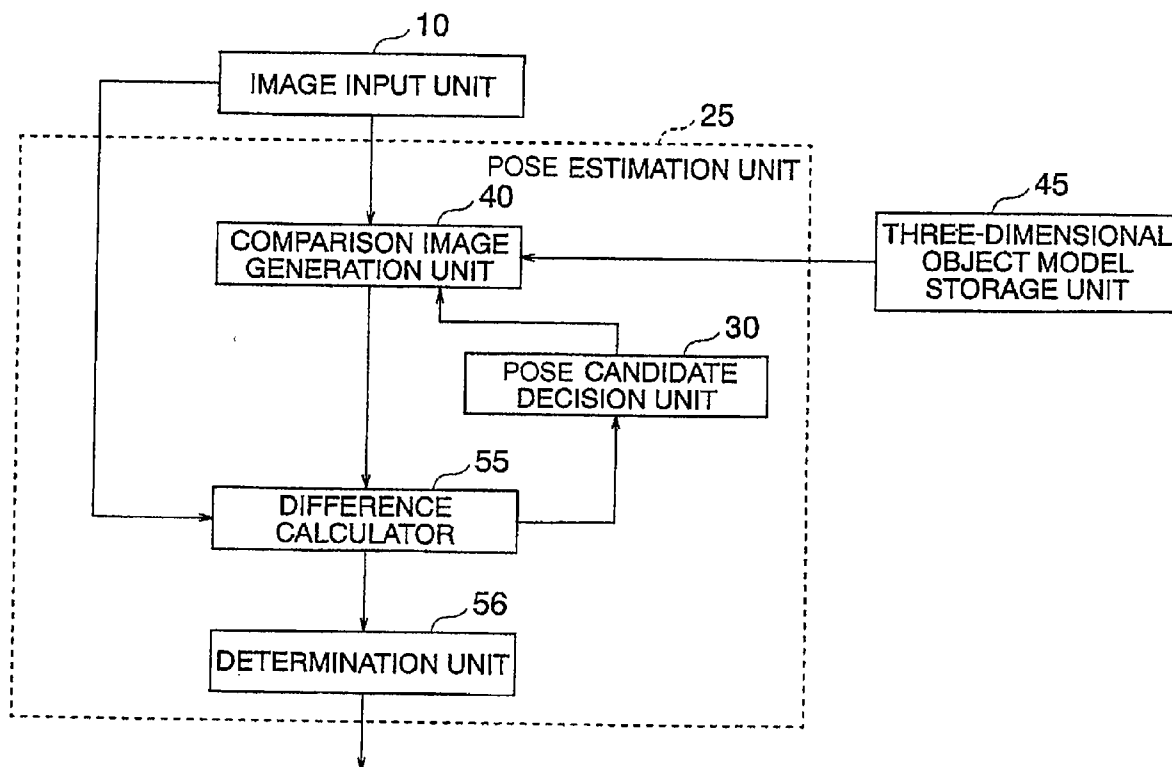 10
IMAGE INPUT UNIT
25
POSE ESTIMATION UNIT
40
COMPARISON IMAGE
GENERATION UNIT
45
THREE-DIMENSIONAL
OBJECT MODEL
STORAGE UNIT
30
POSE CANDIDATE
DECISION UNIT
55
DIFFERENCE
CALCULATOR
56
DETERMINATION UNIT